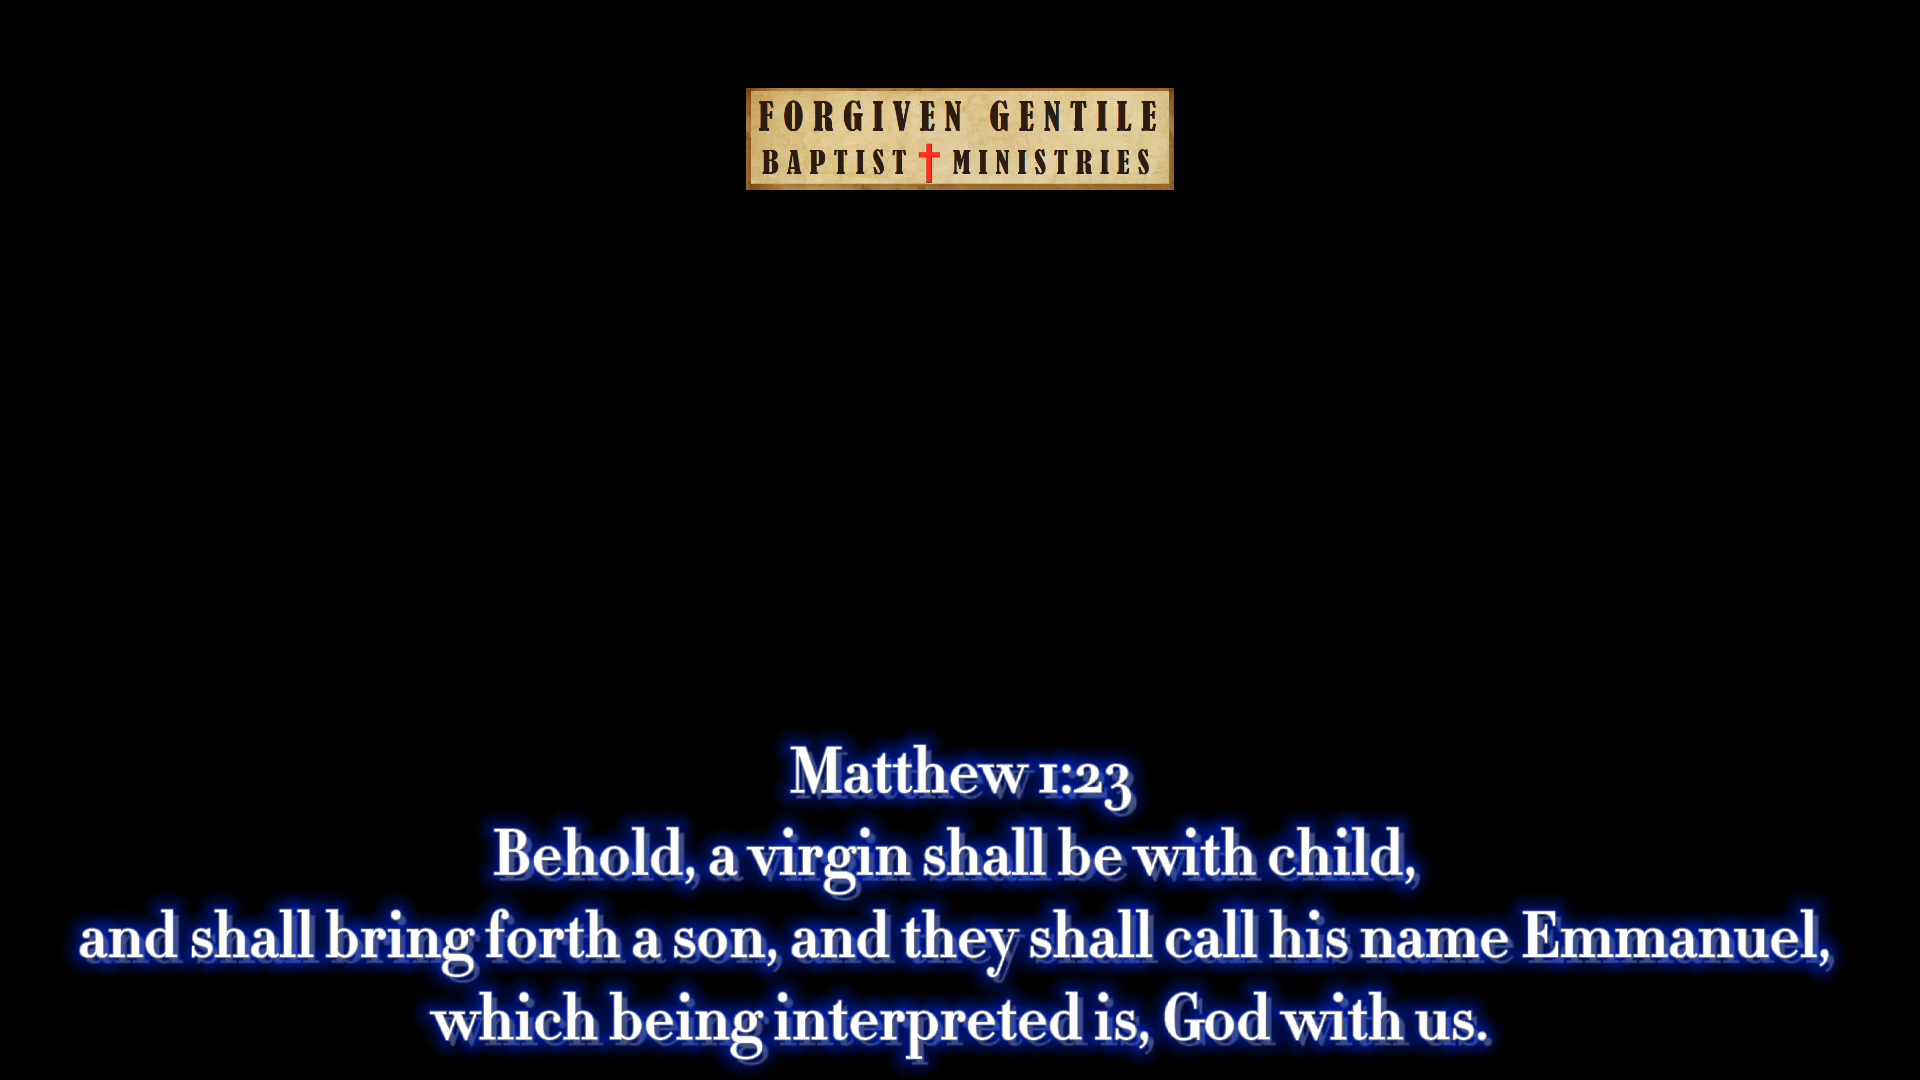 FORGIVEN GENTILE
BAPTIST MINISTRIES
Matthew 1:23
Behold, a virgin shall be with child,
and shall bring forth a son, and they shall call his name Emmanuel,
which being interpreted is, God with us.